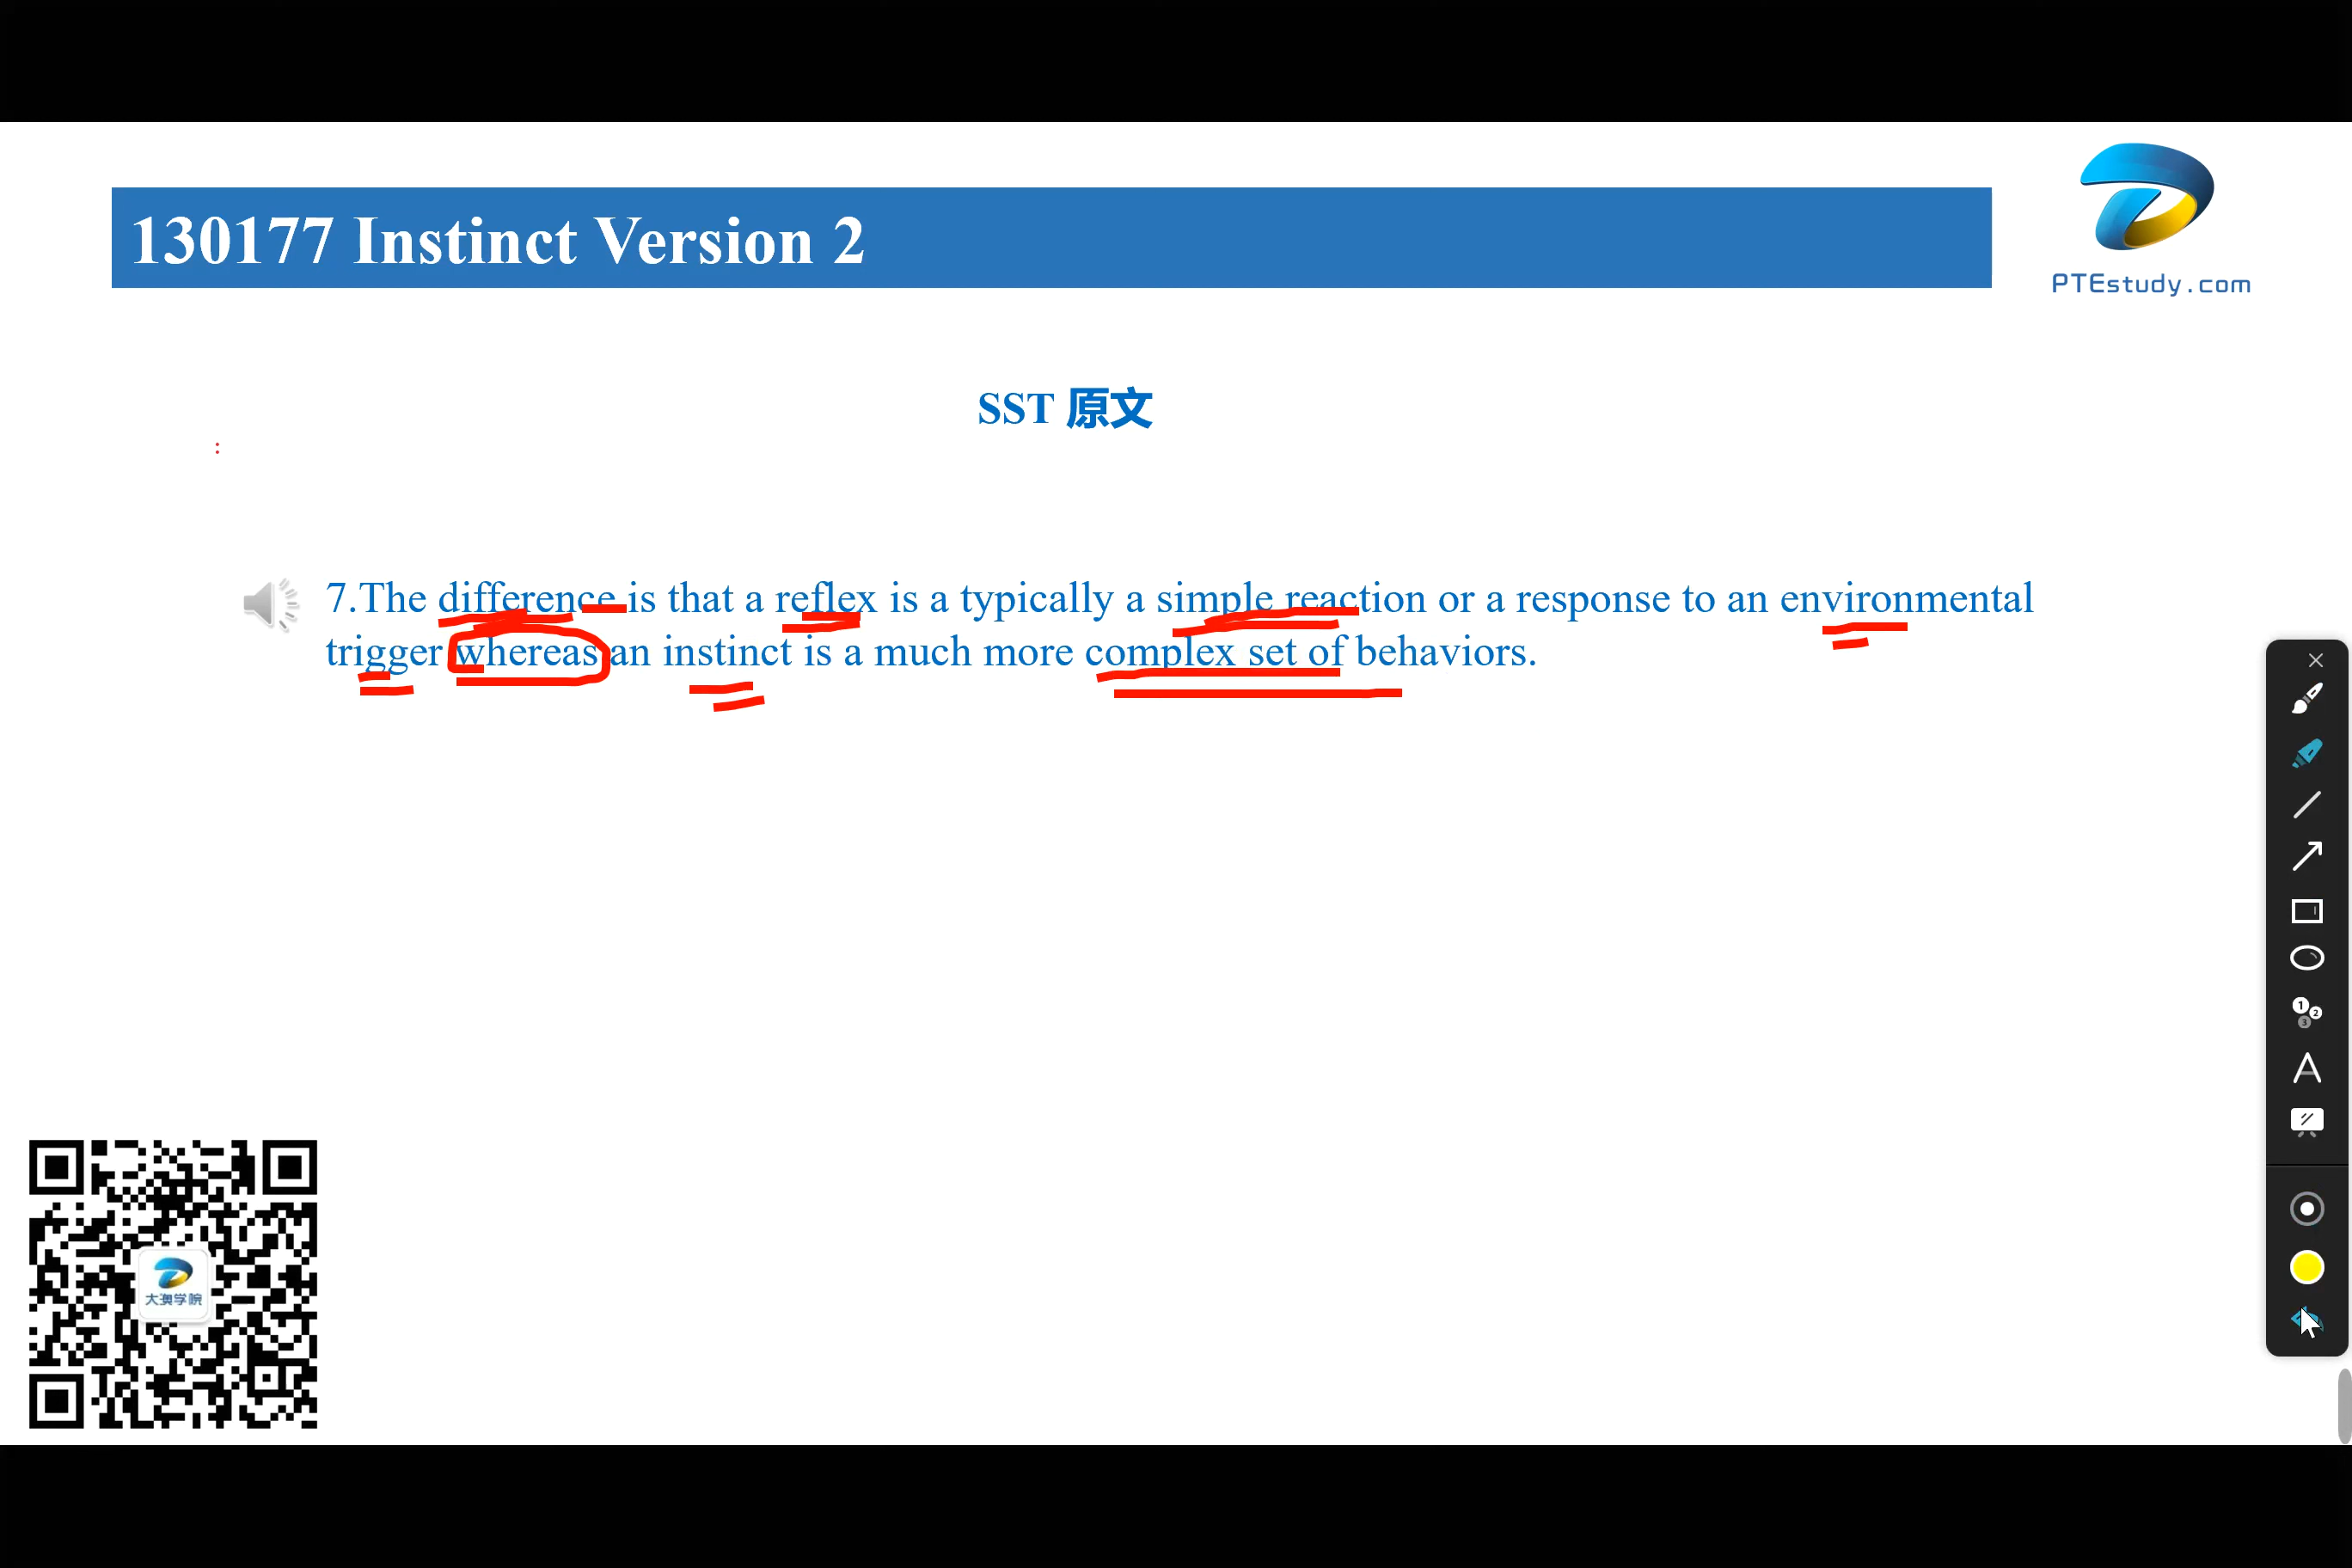 130177 Instinct Version 2
PTEstudy.com
SST 原文
:
7.The difference is that a reflex is a typically a simple reaction or a response to an environmental
trigger whereas an instinct is a much more complex set of behaviors.
大澳学院